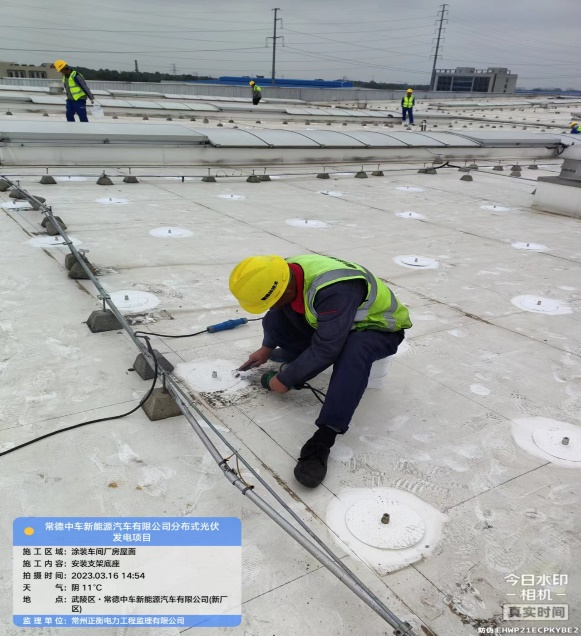 常德中车新能源汽车有限公司分布式光伏
发电项目
施工区域：涂装车间厂房屋面
施工内容：安装支架底座
拍摄时间：2023.03.16 14:54
天 气：阴 11℃
地 点：武陵区·常德中车新能源汽车有限公司(新厂
区)
监理单位：常州正衡电力工程监理有限公司
今日水印
-相机-
真实时间
防伪 EHWP21ECPKYBE2